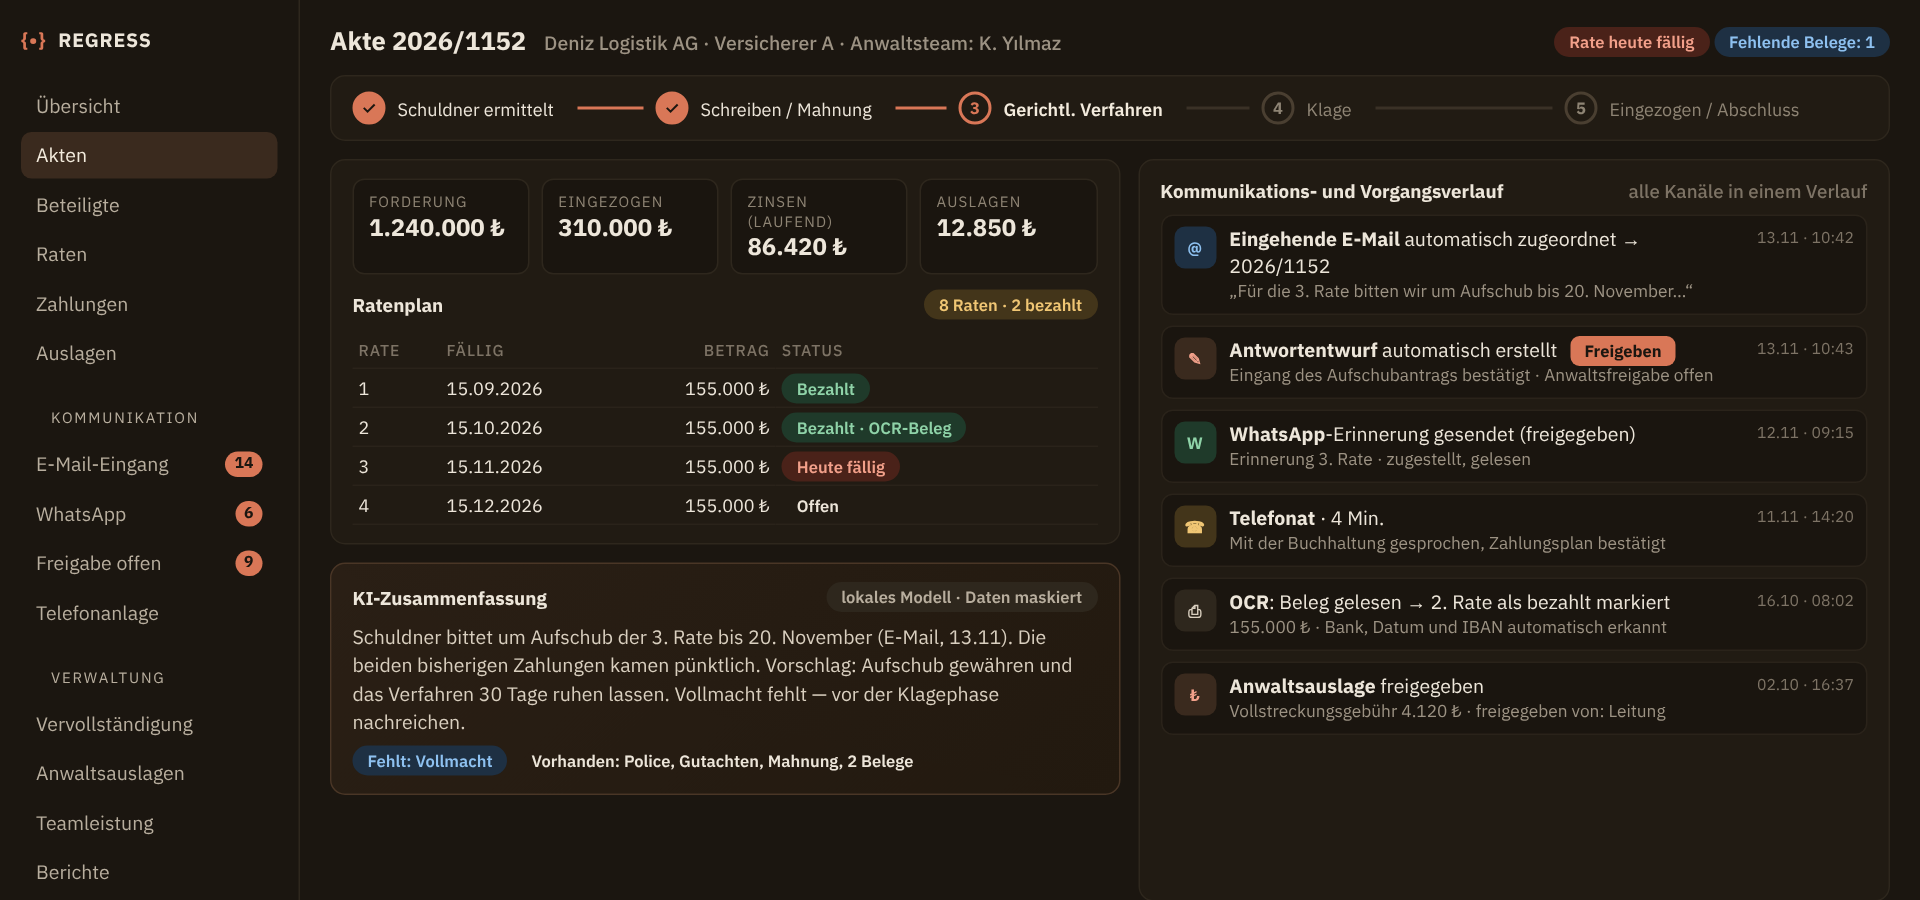 {•} REGRESS
Übersicht
Akten
Beteiligte
Raten
Zahlungen
Auslagen
KOMMUNIKATION
E-Mail-Eingang 14
WhatsApp 6
Freigabe offen 9
Telefonanlage
VERWALTUNG
Vervollständigung
Anwaltsauslagen
Teamleistung
Berichte
Akte 2026/1152 Deniz Logistik AG · Versicherer A · Anwaltsteam: K. Yılmaz
Rate heute fällig Fehlende Belege: 1
✓ Schuldner ermittelt ✓ Schreiben / Mahnung 3 Gerichtl. Verfahren 4 Klage 5 Eingezogen / Abschluss
FORDERUNG
1.240.000 ₺
EINGEZOGEN
310.000 ₺
ZINSEN
(LAUFEND)
86.420 ₺
AUSLAGEN
12.850 ₺
Ratenplan 8 Raten · 2 bezahlt
RATE FÄLLIG BETRAG STATUS
1 15.09.2026 155.000 ₺ Bezahlt
2 15.10.2026 155.000 ₺ Bezahlt · OCR-Beleg
3 15.11.2026 155.000 ₺ Heute fällig
4 15.12.2026 155.000 ₺ Offen
KI-Zusammenfassung lokales Modell · Daten maskiert
Schuldner bittet um Aufschub der 3. Rate bis 20. November (E-Mail, 13.11). Die
beiden bisherigen Zahlungen kamen pünktlich. Vorschlag: Aufschub gewähren und
das Verfahren 30 Tage ruhen lassen. Vollmacht fehlt — vor der Klagephase
nachreichen.
Fehlt: Vollmacht Vorhanden: Police, Gutachten, Mahnung, 2 Belege
Kommunikations- und Vorgangsverlauf alle Kanäle in einem Verlauf
@ Eingehende E-Mail automatisch zugeordnet → 13.11 · 10:42
2026/1152
„Für die 3. Rate bitten wir um Aufschub bis 20. November…“
✎ Antwortentwurf automatisch erstellt Freigeben 13.11 · 10:43
Eingang des Aufschubantrags bestätigt · Anwaltsfreigabe offen
W WhatsApp-Erinnerung gesendet (freigegeben) 12.11 · 09:15
Erinnerung 3. Rate · zugestellt, gelesen
☎ Telefonat · 4 Min. 11.11 · 14:20
Mit der Buchhaltung gesprochen, Zahlungsplan bestätigt
⎙ OCR: Beleg gelesen → 2. Rate als bezahlt markiert 16.10 · 08:02
155.000 ₺ · Bank, Datum und IBAN automatisch erkannt
₺ Anwaltsauslage freigegeben 02.10 · 16:37
Vollstreckungsgebühr 4.120 ₺ · freigegeben von: Leitung